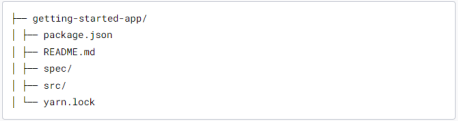 ├── getting-started-app/
│ ├── package.json
│ ├── README.md
│ ├── spec/
│ ├── src/
│ └── yarn.lock